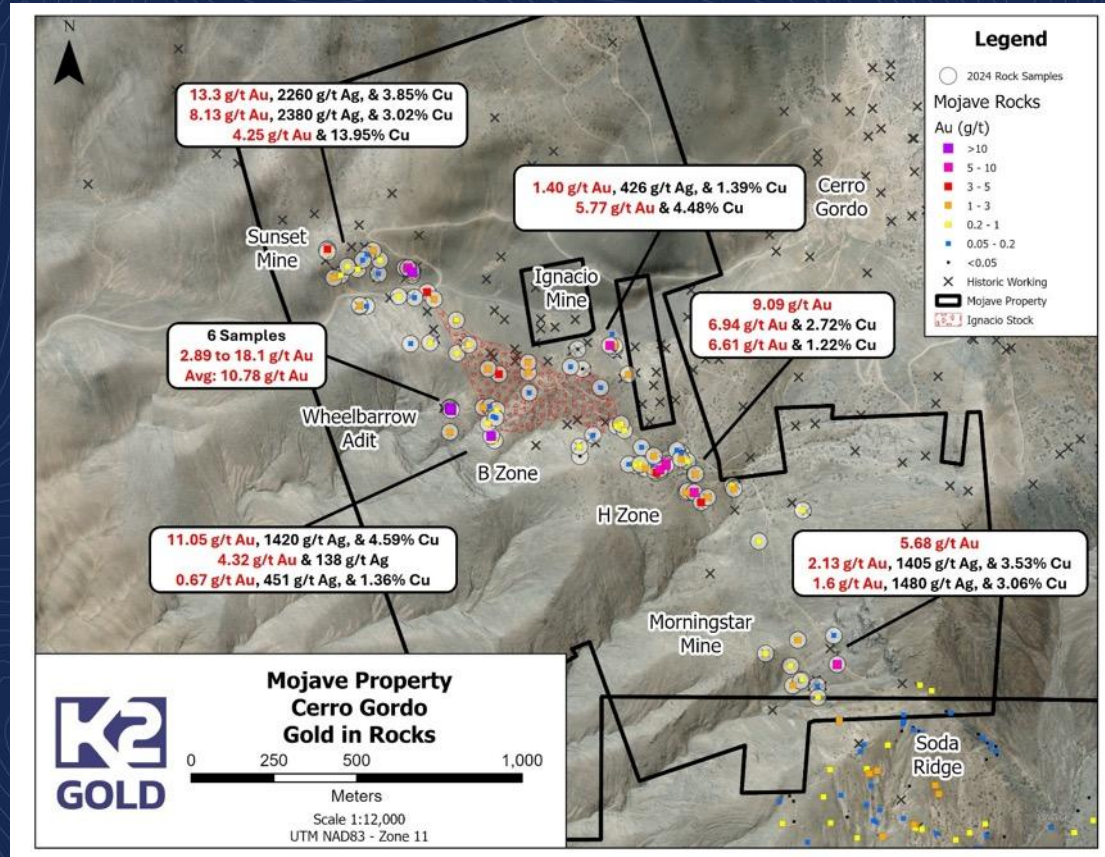 N
13.3 g/t Au, 2260 g/t Ag, & 3.85% Cu
8.13 g/t Au, 2380 g/t Ag, & 3.02% Cu
4.25 g/t Au & 13.95% Cu
1.40 g/t Au, 426 g/t Ag, & 1.39% Cu
5.77 g/t Au & 4.48% Cu
Cerro
Gordo
Sunset
Mine
Ignacio
Mine
9.09 g/t Au
6.94 g/t Au & 2.72% Cu
6.61 g/t Au & 1.22% Cu
6 Samples
2.89 to 18.1 g/t Au
Avg: 10.78 g/t Au
Wheelbarrow
Adit
B Zone
H Zone
11.05 g/t Au, 1420 g/t Ag, & 4.59% Cu
4.32 g/t Au & 138 g/t Ag
0.67 g/t Au, 451 g/t Ag, & 1.36% Cu
5.68 g/t Au
2.13 g/t Au, 1405 g/t Ag, & 3.53% Cu
1.6 g/t Au, 1480 g/t Ag, & 3.06% Cu
Morningstar
Mine
Soda
Ridge
Legend
2024 Rock Samples
Mojave Rocks
Au (g/t)
>10
5 - 10
3 - 5
1 - 3
0.2 - 1
0.05 - 0.2
<0.05
Historic Working
Mojave Property
Ignacio Stock
K2
GOLD
Mojave Property
Cerro Gordo
Gold in Rocks
0 250 500 1,000
Meters
Scale 1:12,000
UTM NAD83 - Zone 11